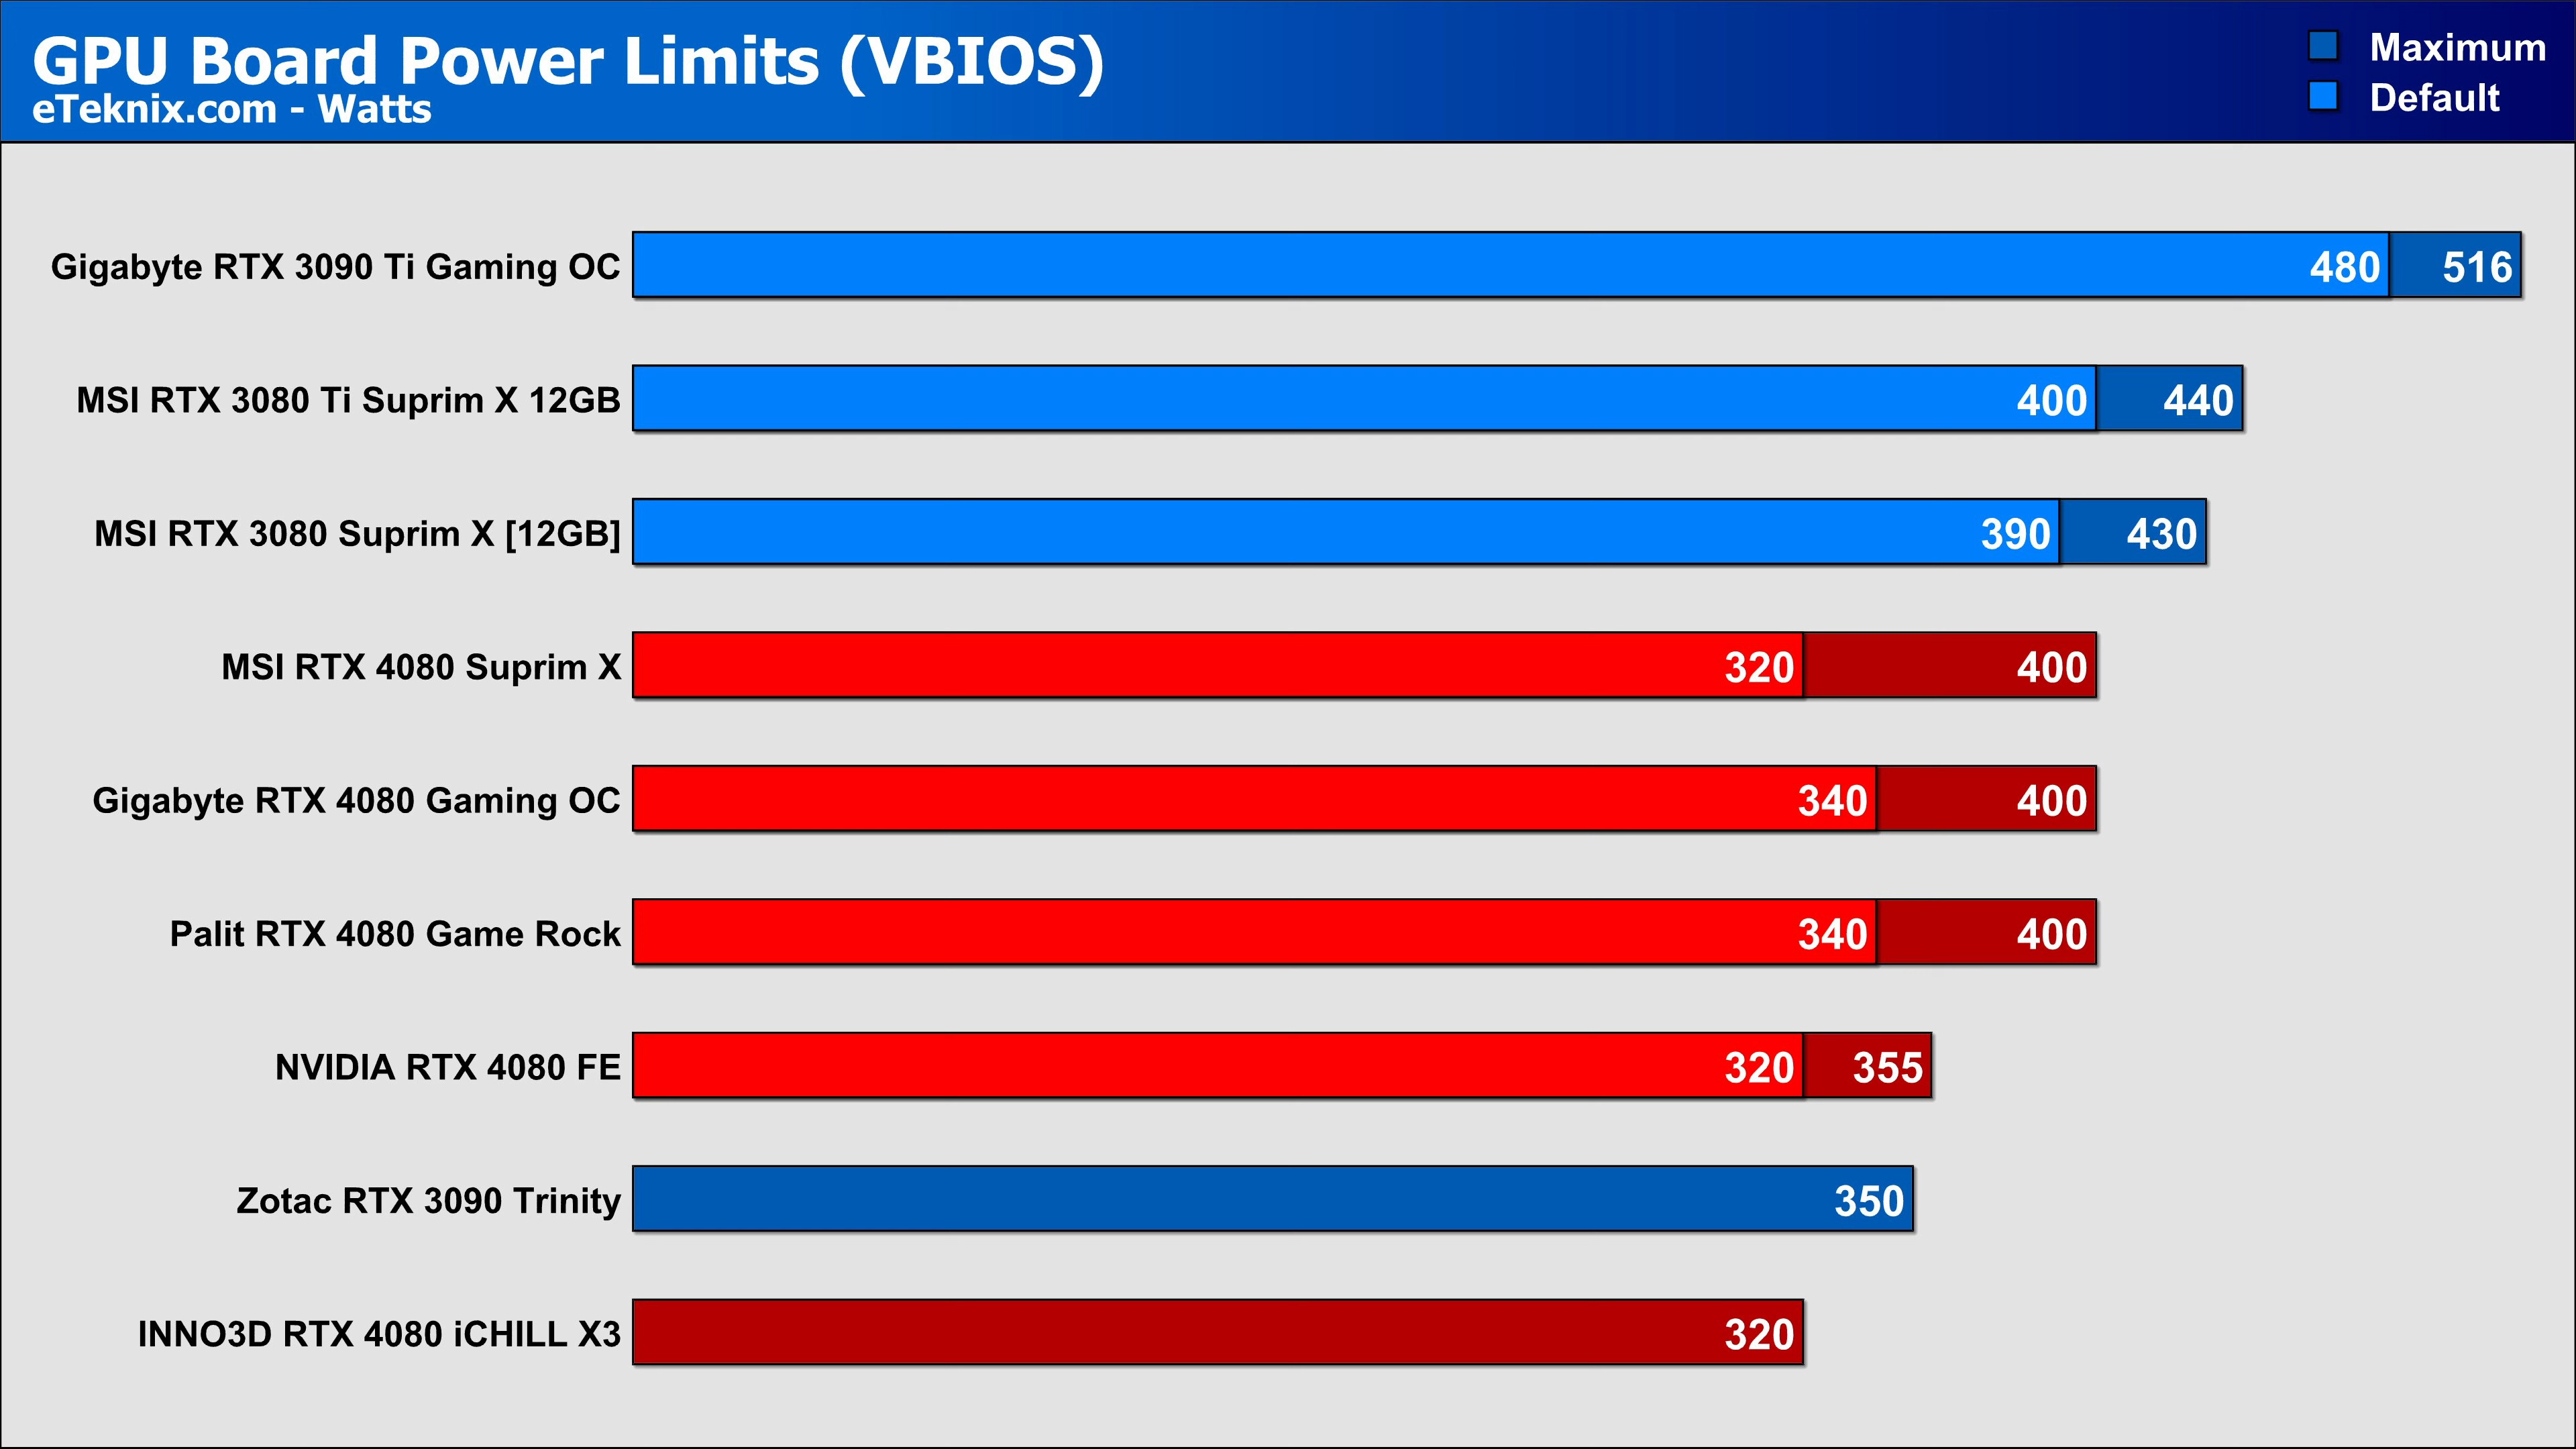 GPU Board Power Limits (VBIOS)
eTeknix.com - Watts
Maximum
Default
Gigabyte RTX 3090 Ti Gaming OC 480 516
MSI RTX 3080 Ti Suprim X 12GB 400 440
MSI RTX 3080 Suprim X [12GB] 390 430
MSI RTX 4080 Suprim X 320 400
Gigabyte RTX 4080 Gaming OC 340 400
Palit RTX 4080 Game Rock 340 400
NVIDIA RTX 4080 FE 320 355
Zotac RTX 3090 Trinity 350
INNO3D RTX 4080 iCHILL X3 320